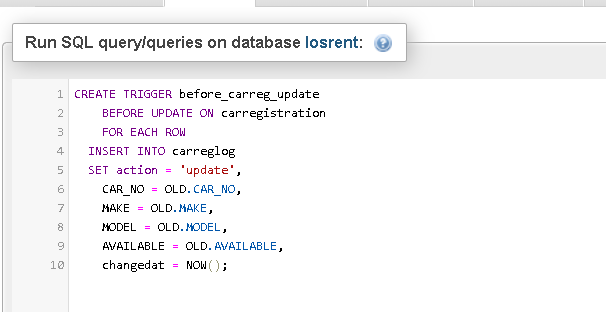 Run SQL query/queries on database losrent:
1 CREATE TRIGGER before_carreg_update
2 BEFORE UPDATE ON carregistration
3 FOR EACH ROW
4 INSERT INTO carreglog
5 SET action = 'update',
6 CAR_NO = OLD.CAR_NO,
7 MAKE = OLD.MAKE,
8 MODEL = OLD.MODEL,
9 AVAILABLE = OLD.AVAILABLE,
10 changedat = NOW();